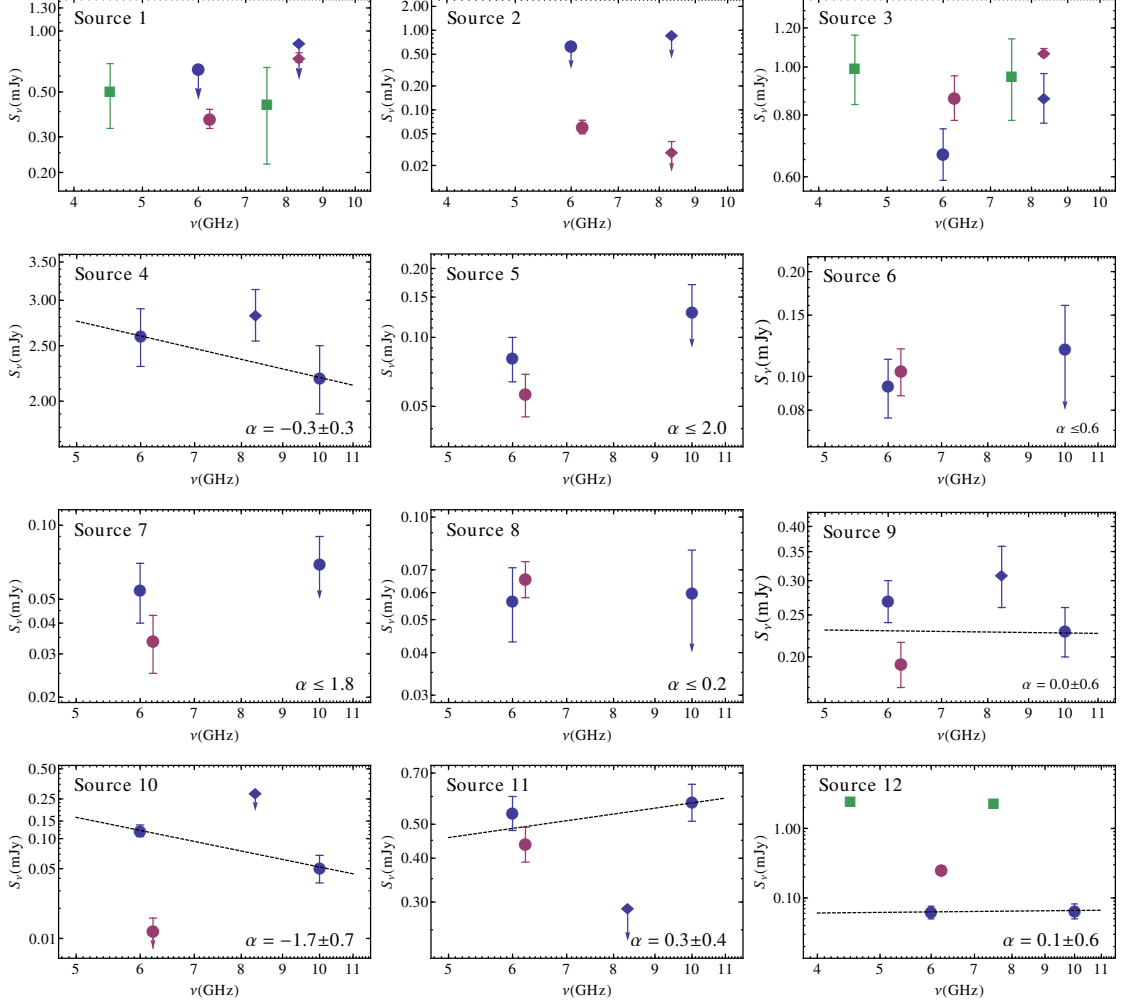 Source 1
1.30
1.00
0.50
0.30
0.20
Sν(mJy)
4 5 6 7 8 9 10
ν(GHz)
Source 2
2.00
1.00
0.50
0.10
0.05
0.02
Sν(mJy)
4 5 6 7 8 9 10
ν(GHz)
Source 3
1.20
1.00
0.80
0.60
Sν(mJy)
4 5 6 7 8 9 10
ν(GHz)
Source 4
3.50
3.00
2.50
2.00
Sν(mJy)
α = −0.3±0.3
5 6 7 8 9 10 11
ν(GHz)
Source 5
0.20
0.15
0.10
0.05
Sν(mJy)
α ≤ 2.0
5 6 7 8 9 10 11
ν(GHz)
Source 6
0.20
0.15
0.10
0.08
Sν(mJy)
α ≤0.6
5 6 7 8 9 10 11
ν(GHz)
Source 7
0.10
0.05
0.04
0.03
0.02
Sν(mJy)
α ≤ 1.8
5 6 7 8 9 10 11
ν(GHz)
Source 8
0.10
0.07
0.06
0.05
0.04
0.03
Sν(mJy)
α ≤ 0.2
5 6 7 8 9 10 11
ν(GHz)
Source 9
0.40
0.35
0.30
0.25
0.20
Sν(mJy)
α = 0.0±0.6
5 6 7 8 9 10 11
ν(GHz)
Source 10
0.50
0.25
0.15
0.10
0.05
0.01
Sν(mJy)
α = −1.7±0.7
5 6 7 8 9 10 11
ν(GHz)
Source 11
0.70
0.50
0.40
0.30
Sν(mJy)
α = 0.3±0.4
5 6 7 8 9 10 11
ν(GHz)
Source 12
1.00
0.10
0.01
Sν(mJy)
α = 0.1±0.6
4 5 6 7 8 9 10 11
ν(GHz)